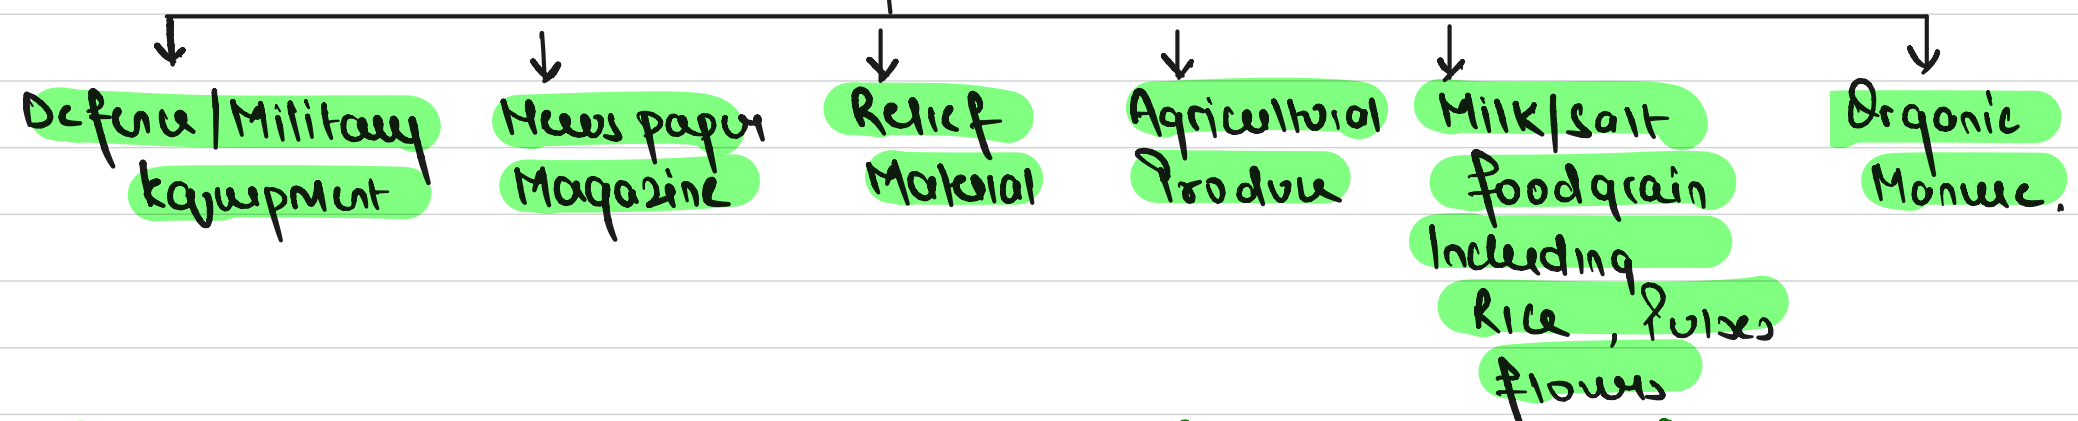 Defence/Military
Equipment
News paper
Magazine
Relief
Material
Agricultural
Produce
Milk/Salt
foodgrain
Including
Rice, Pulses
flours
Organic
Manure.